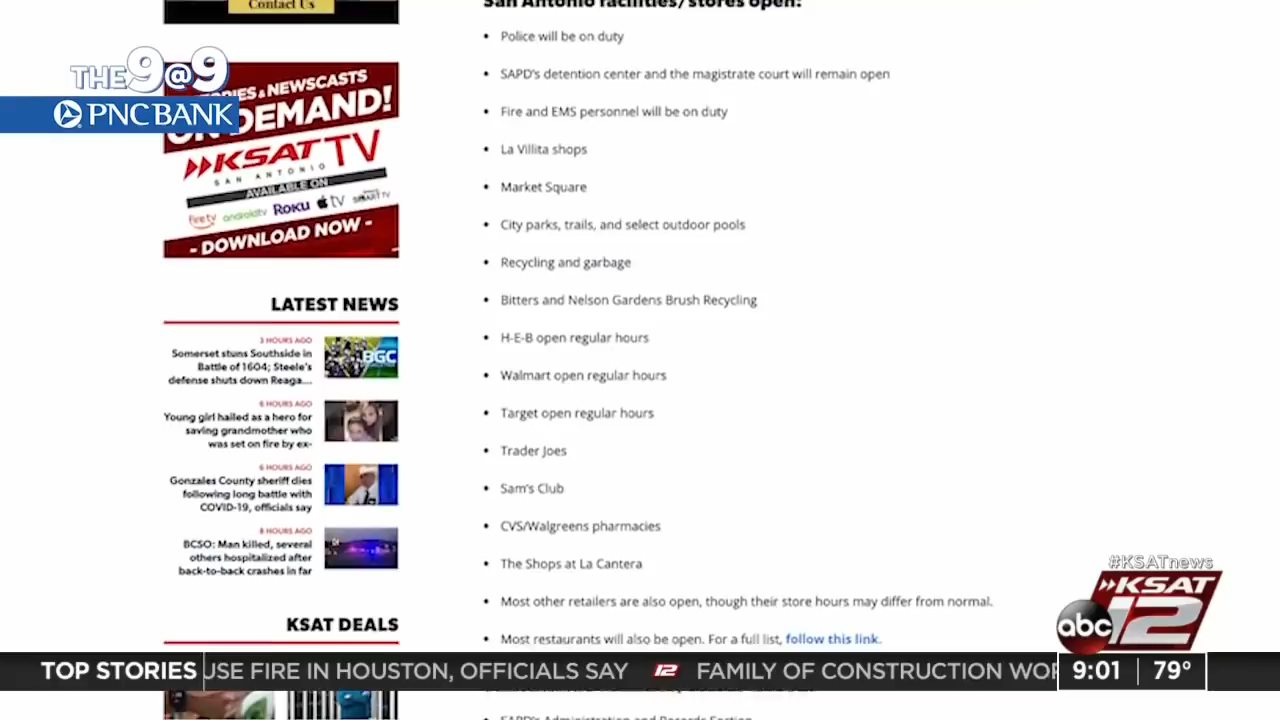 Contact Us
THE 9@9
PNC BANK
& NEWSCASTS
DEMAND!
KSAT TV
SAN ANTONIO
AVAILABLE ON
fire tv androidtv Roku tv SMART TV
- DOWNLOAD NOW -
LATEST NEWS
3 HOURS AGO
Somerset stuns Southside in
Battle of 1604; Steele's
defense shuts down Reaga...
BGC
6 HOURS AGO
Young girl hailed as a hero for
saving grandmother who
was set on fire by ex-
6 HOURS AGO
Gonzales County sheriff dies
following long battle with
COVID-19, officials say
8 HOURS AGO
BCSO: Man killed, several
others hospitalized after
back-to-back crashes in far
KSAT DEALS
San Antonio facilities/stores open:
• Police will be on duty
• SAPD's detention center and the magistrate court will remain open
• Fire and EMS personnel will be on duty
• La Villita shops
• Market Square
• City parks, trails, and select outdoor pools
• Recycling and garbage
• Bitters and Nelson Gardens Brush Recycling
• H-E-B open regular hours
• Walmart open regular hours
• Target open regular hours
• Trader Joes
• Sam's Club
• CVS/Walgreens pharmacies
• The Shops at La Cantera
• Most other retailers are also open, though their store hours may differ from normal.
• Most restaurants will also be open. For a full list, follow this link.
• SAPD's Administration and Records Section
#KSATnews
KSAT
abc 12
TOP STORIES USE FIRE IN HOUSTON, OFFICIALS SAY 12 FAMILY OF CONSTRUCTION WOR 9:01 79°